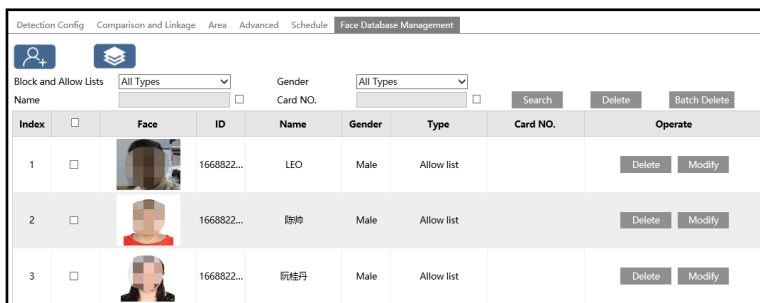 Detection Config Comparison and Linkage Area Advanced Schedule Face Database Management
Block and Allow Lists All Types Gender All Types
Name Card NO. Search Delete Batch Delete
Index Face ID Name Gender Type Card NO. Operate
1 1668822... LEO Male Allow list Delete Modify
2 1668822... 陈帅 Male Allow list Delete Modify
3 1668822... 阮桂丹 Male Allow list Delete Modify